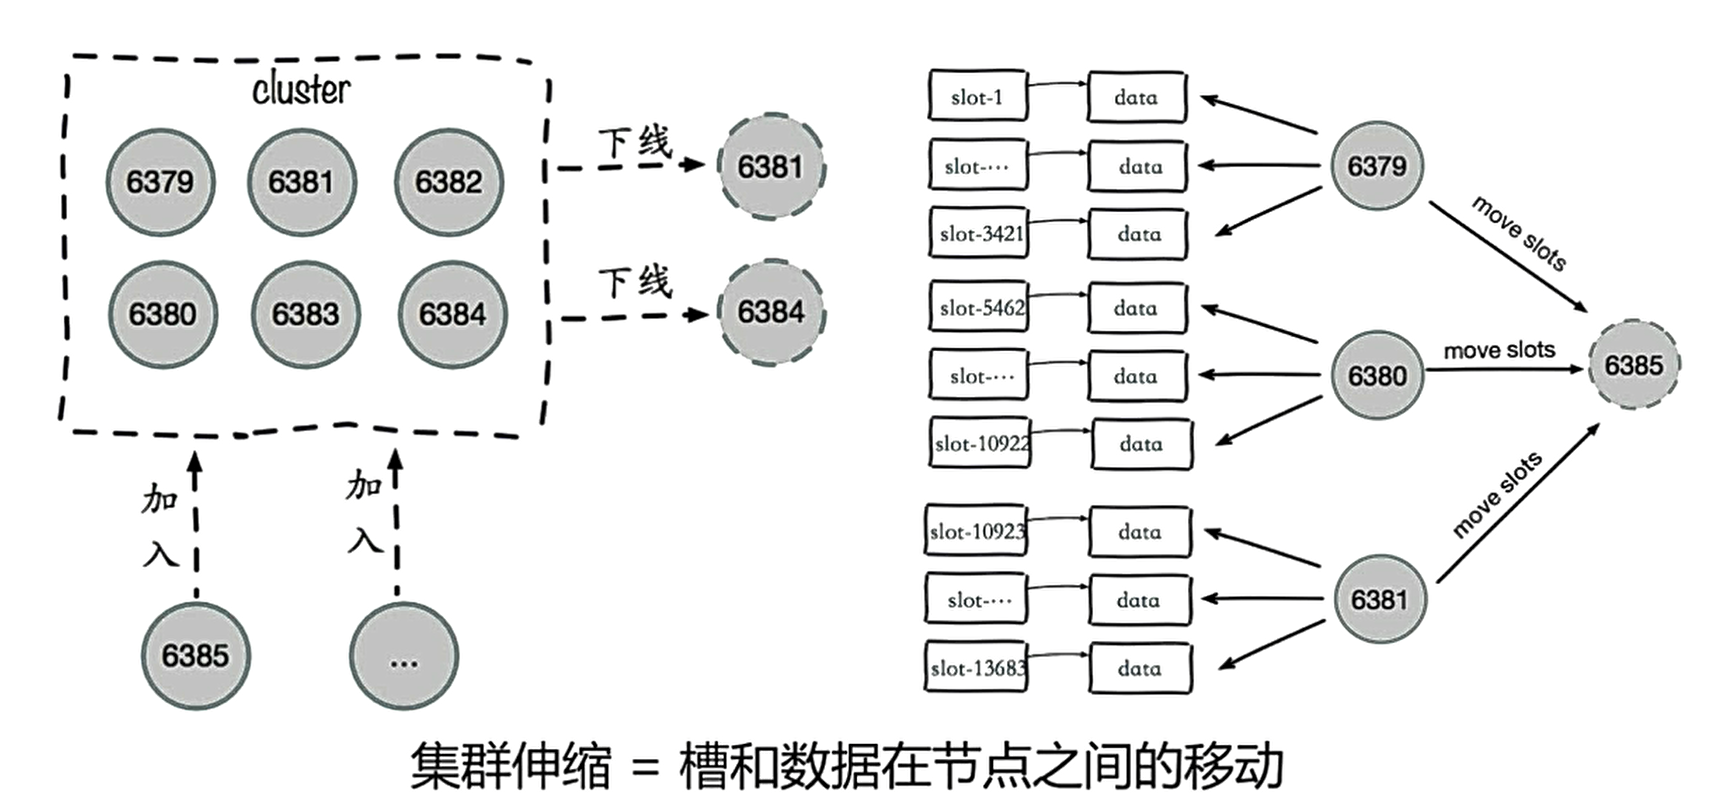 cluster
6379 6381 6382
6380 6383 6384
下线
6381
下线
6384
加入
加入
6385
...
slot-1 data
slot-... data
slot-3421 data
6379
slot-5462 data
slot-... data
slot-10922 data
6380
slot-10923 data
slot-... data
slot-13683 data
6381
move slots
move slots
move slots
6385
集群伸缩 = 槽和数据在节点之间的移动